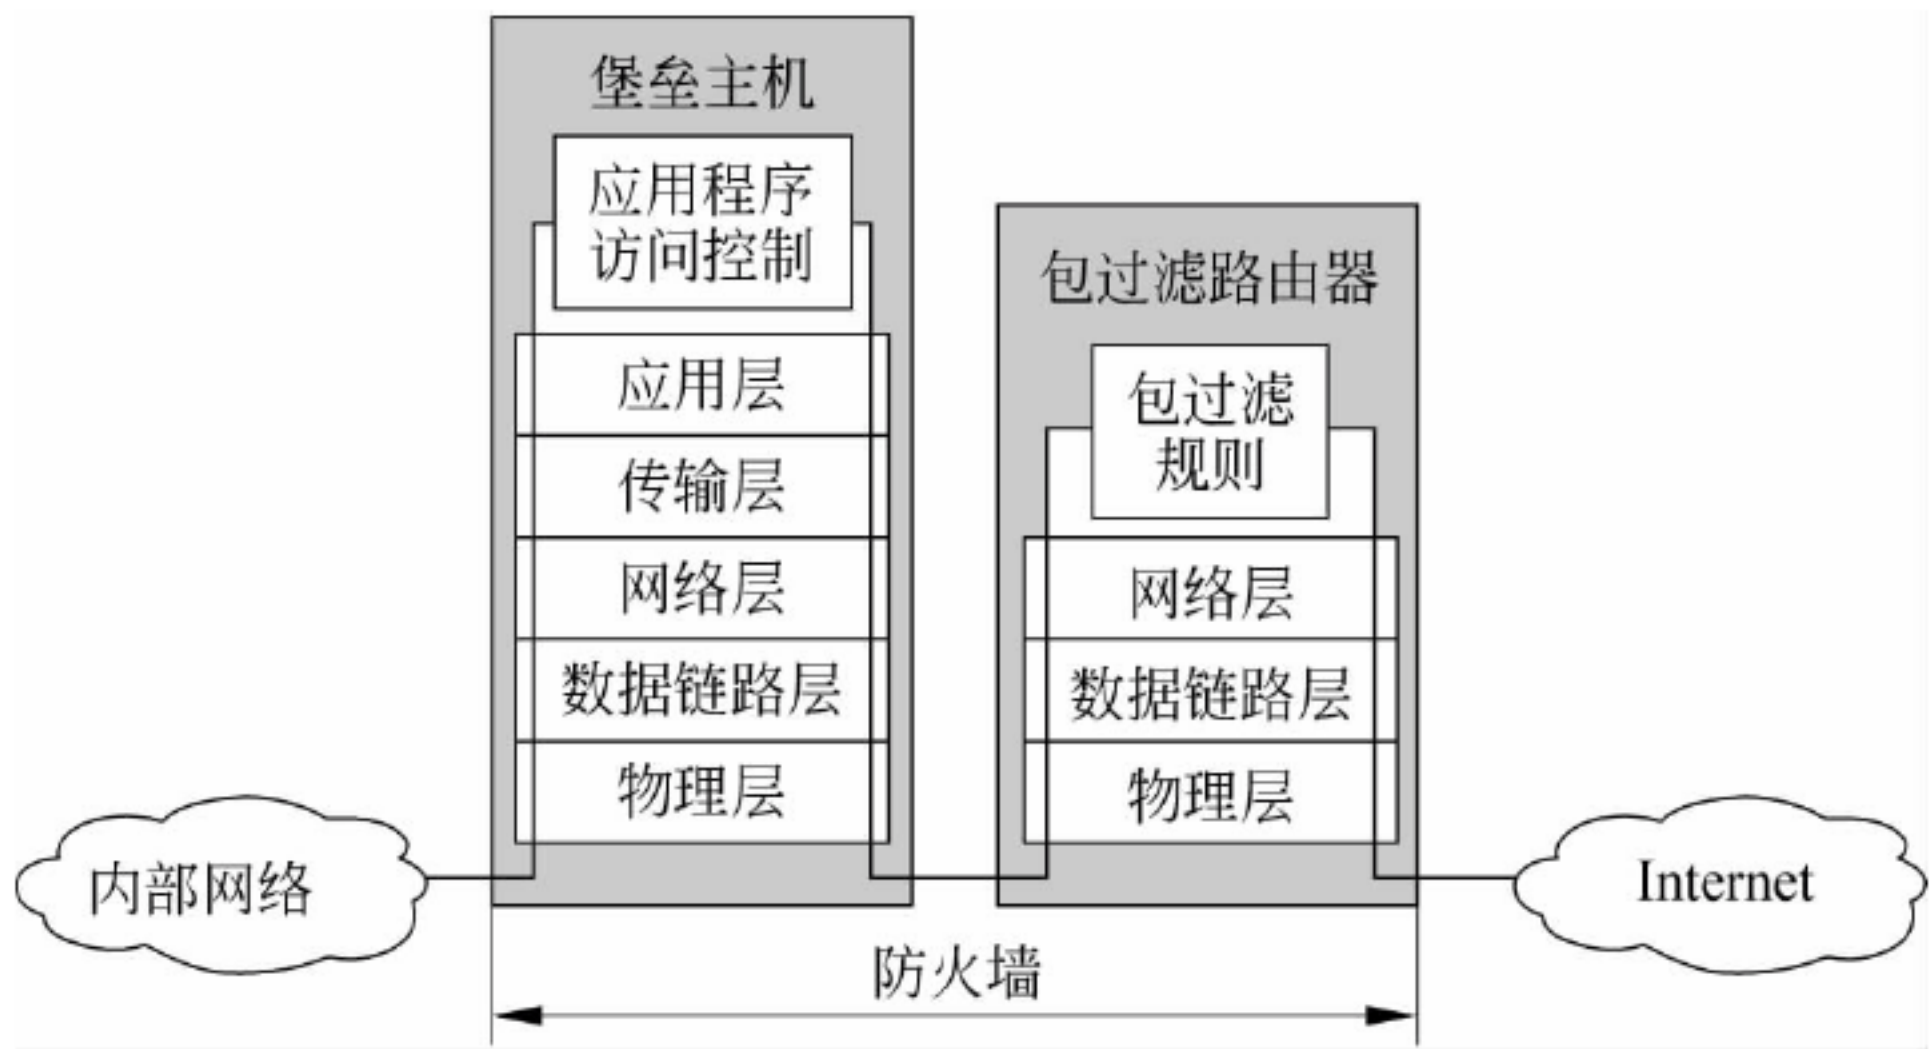 堡垒主机
应用程序
访问控制
应用层
传输层
网络层
数据链路层
物理层
包过滤路由器
包过滤
规则
网络层
数据链路层
物理层
内部网络
Internet
防火墙